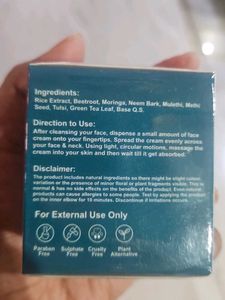 Ingredients:
Rice Extract, Beetroot, Moringa, Neem Bark, Mulethi, Methi
Seed, Tulsi, Green Tea Leaf, Base Q.S.
Direction to Use:
After cleansing your face, dispense a small amount of face
cream onto your fingertips. Spread the cream evenly across
your face & neck. Using light, circular motions, massage the
cream into your skin and then wait till it get absorbed.
Disclaimer:
The product includes natural ingredients so there might be slight colour
variation or the presence of minor floral or plant fragments visible. This is
normal & has no side effects on the benefits of the product. Even natural
products can cause allergies to some people. Test by applying the product
on the inner elbow for 10 minutes. Discontinue if irritations occurs.
For External Use Only
Paraben Free
Sulphate Free
Cruelty Free
Plant Alternative